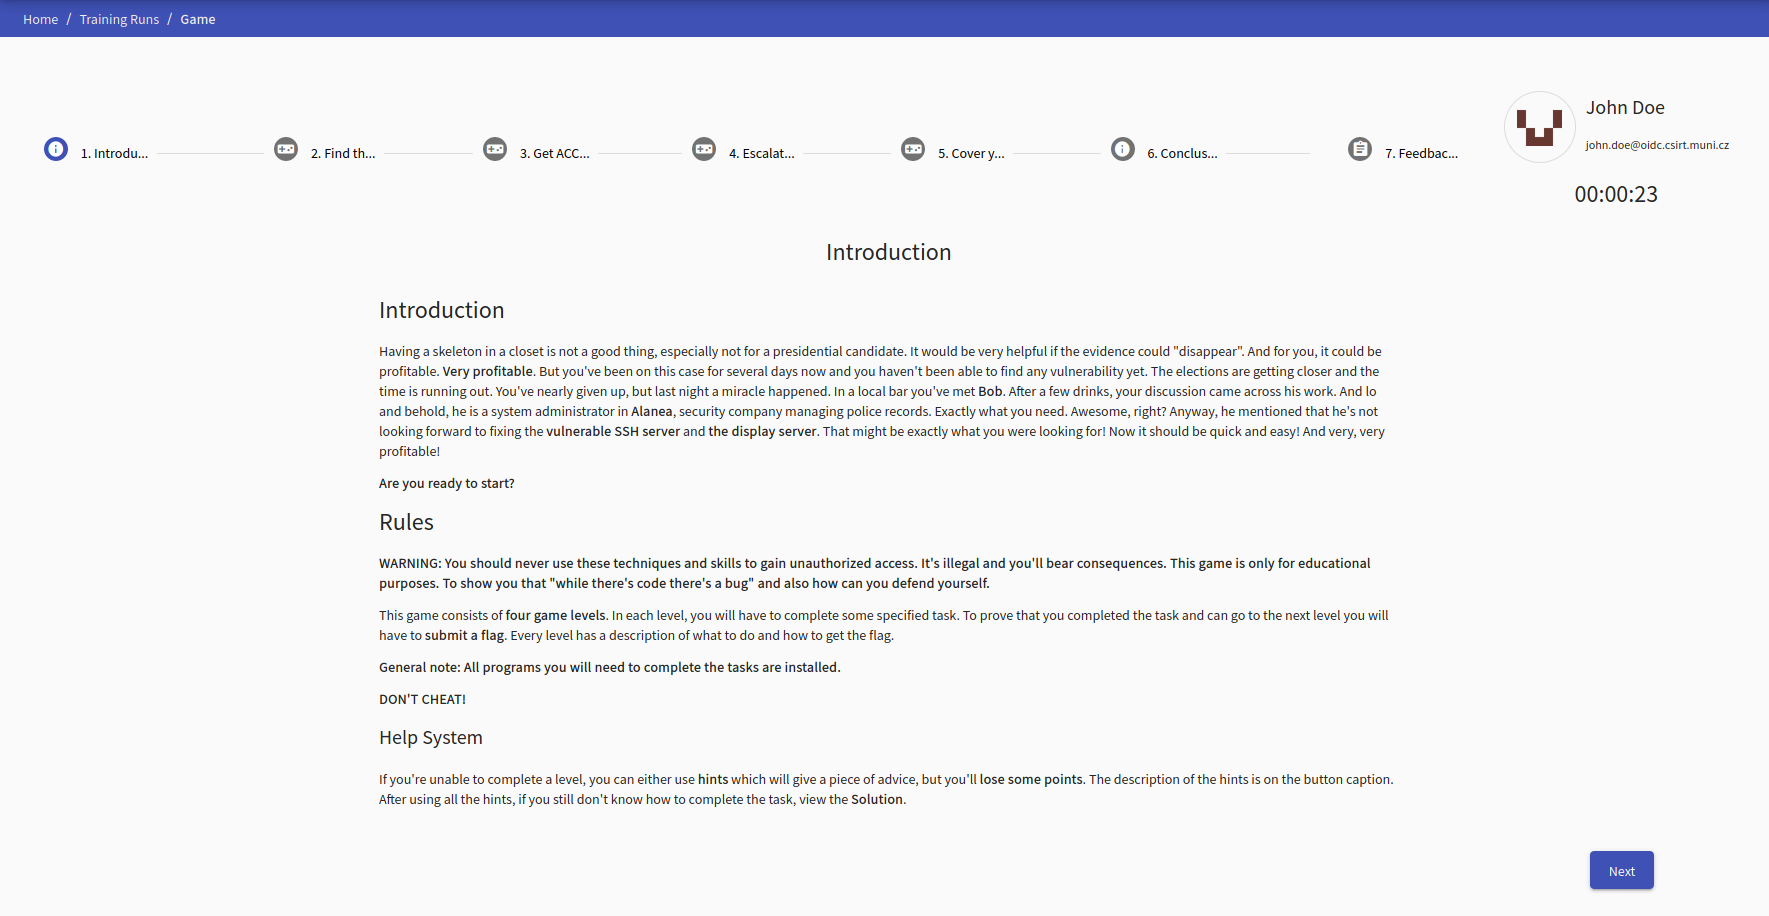 Home / Training Runs / Game
John Doe
john.doe@oidc.csirt.muni.cz
00:00:23
1. Introdu...
2. Find th...
3. Get ACC...
4. Escalat...
5. Cover y...
6. Conclus...
7. Feedbac...
Introduction
Introduction
Having a skeleton in a closet is not a good thing, especially not for a presidential candidate. It would be very helpful if the evidence could "disappear". And for you, it could be
profitable. Very profitable. But you've been on this case for several days now and you haven't been able to find any vulnerability yet. The elections are getting closer and the
time is running out. You've nearly given up, but last night a miracle happened. In a local bar you've met Bob. After a few drinks, your discussion came across his work. And lo
and behold, he is a system administrator in Alanea, security company managing police records. Exactly what you need. Awesome, right? Anyway, he mentioned that he's not
looking forward to fixing the vulnerable SSH server and the display server. That might be exactly what you were looking for! Now it should be quick and easy! And very, very
profitable!
Are you ready to start?
Rules
WARNING: You should never use these techniques and skills to gain unauthorized access. It's illegal and you'll bear consequences. This game is only for educational
purposes. To show you that "while there's code there's a bug" and also how can you defend yourself.
This game consists of four game levels. In each level, you will have to complete some specified task. To prove that you completed the task and can go to the next level you will
have to submit a flag. Every level has a description of what to do and how to get the flag.
General note: All programs you will need to complete the tasks are installed.
DON'T CHEAT!
Help System
If you're unable to complete a level, you can either use hints which will give a piece of advice, but you'll lose some points. The description of the hints is on the button caption.
After using all the hints, if you still don't know how to complete the task, view the Solution.
Next